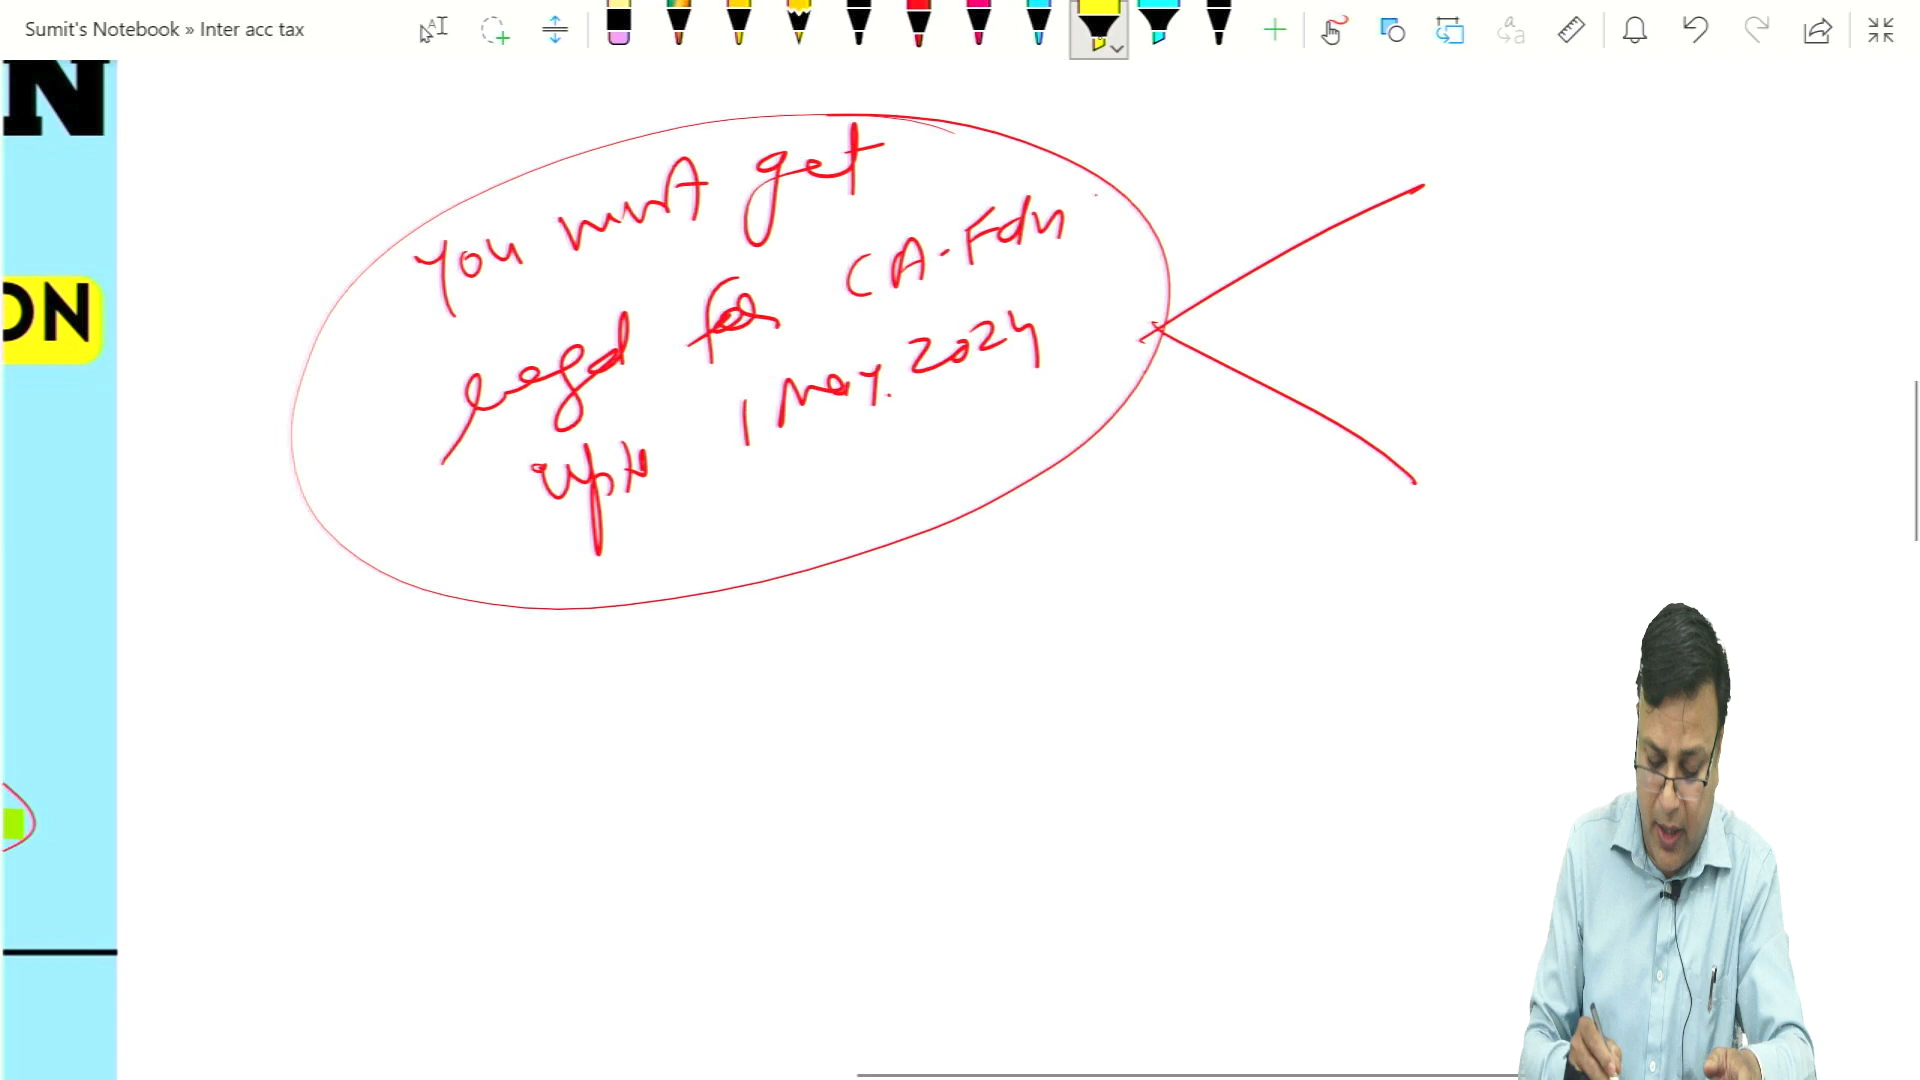 Sumit's Notebook » Inter acc tax
N
ON
You must get
regd for CA-Fdn
upto 1 May. 2024